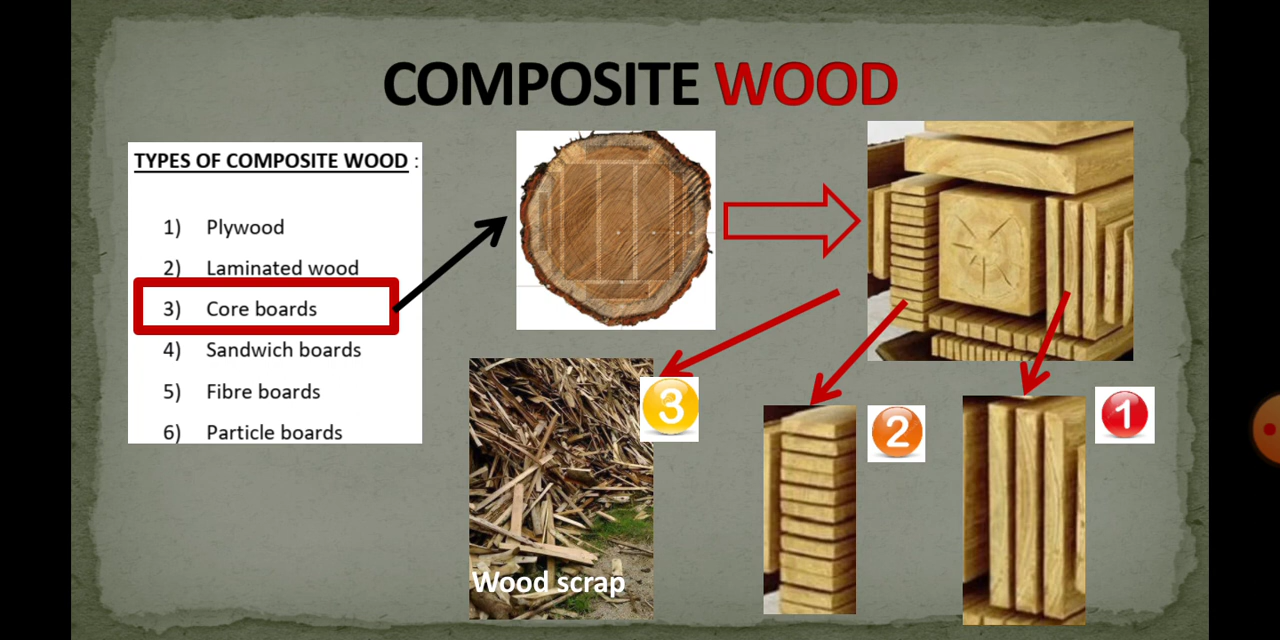 COMPOSITE WOOD
TYPES OF COMPOSITE WOOD :
1) Plywood
2) Laminated wood
3) Core boards
4) Sandwich boards
5) Fibre boards
6) Particle boards
3
2
1
Wood scrap